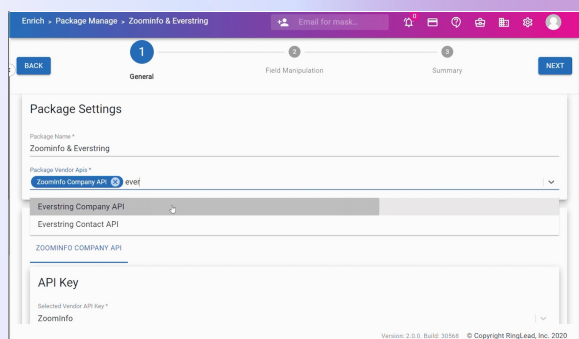 Enrich ▸ Package Manage ▸ Zoominfo & Everstring
Email for mask...
0
BACK
1
General
2
Field Manipulation
3
Summary
NEXT
Package Settings
Package Name *
Zoominfo & Everstring
Package Vendor Apis *
ZoomInfo Company API
ever
Everstring Company API
Everstring Contact API
ZOOMINFO COMPANY API
API Key
Selected Vendor API Key *
ZoomInfo
Version: 2.0.0. Build: 30568 © Copyright RingLead, Inc. 2020